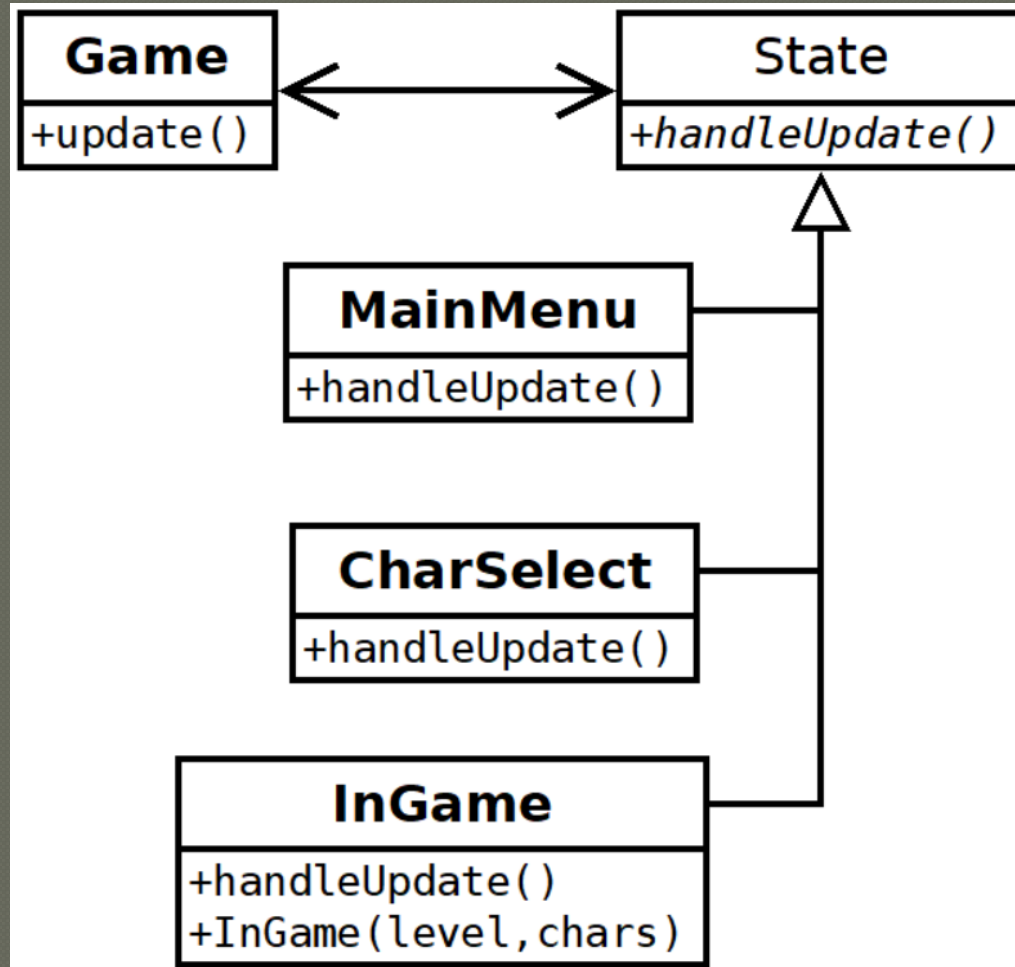 Game
+update()
State
+handleUpdate()
MainMenu
+handleUpdate()
CharSelect
+handleUpdate()
InGame
+handleUpdate()
+InGame(level,chars)